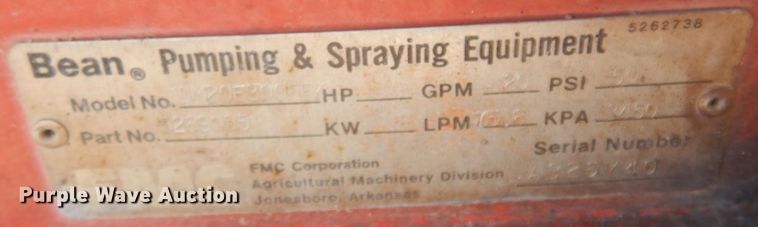 5262738
Bean® Pumping & Spraying Equipment
Model No. HP GPM PSI
Part No. KW LPM KPA
Serial Number
FMC FMC Corporation
Agricultural Machinery Division
Jonesboro, Arkansas
Purple Wave Auction